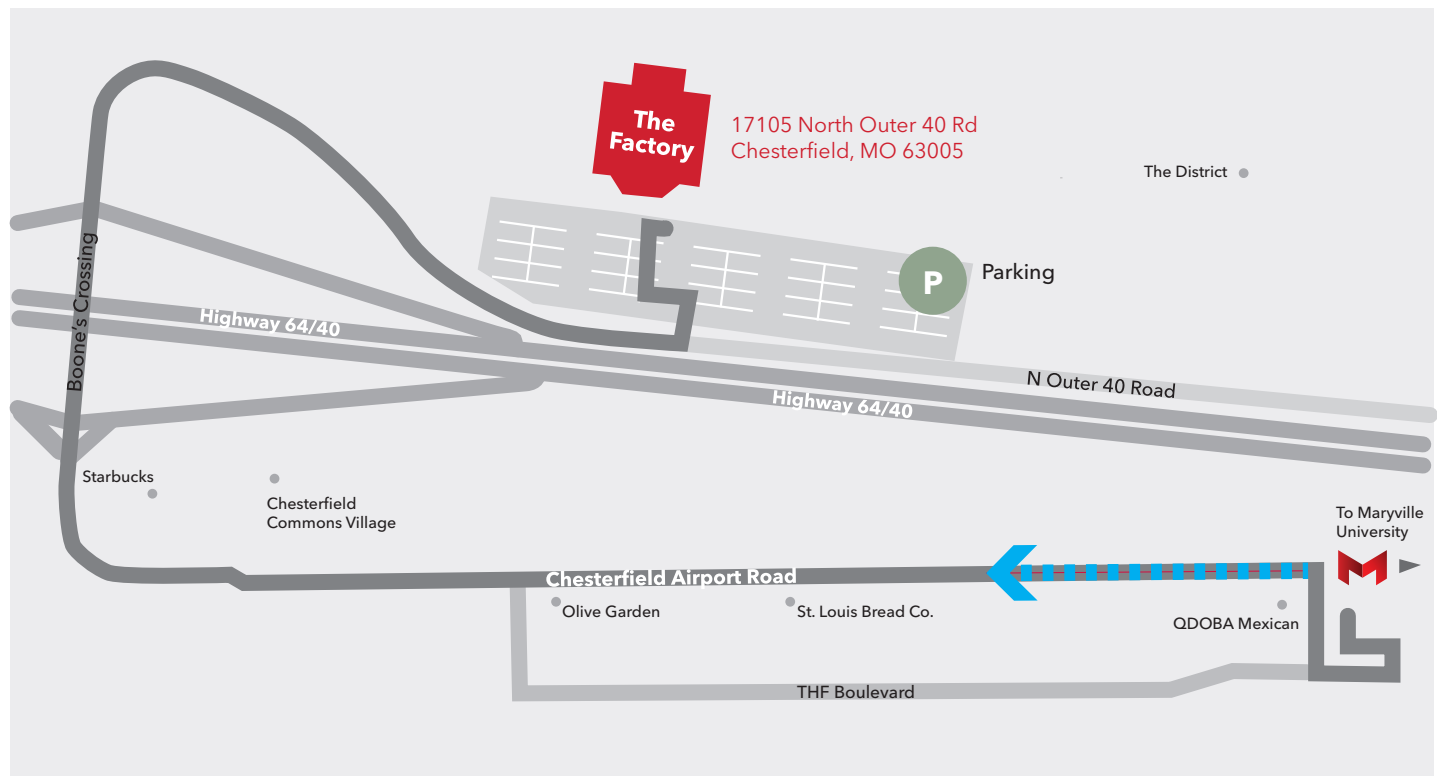 The
Factory
17105 North Outer 40 Rd
Chesterfield, MO 63005
The District
Boone's Crossing
P
Parking
Highway 64/40
N Outer 40 Road
Highway 64/40
Starbucks
Chesterfield
Commons Village
To Maryville
University
M
Chesterfield Airport Road
Olive Garden
St. Louis Bread Co.
QDOBA Mexican
THF Boulevard